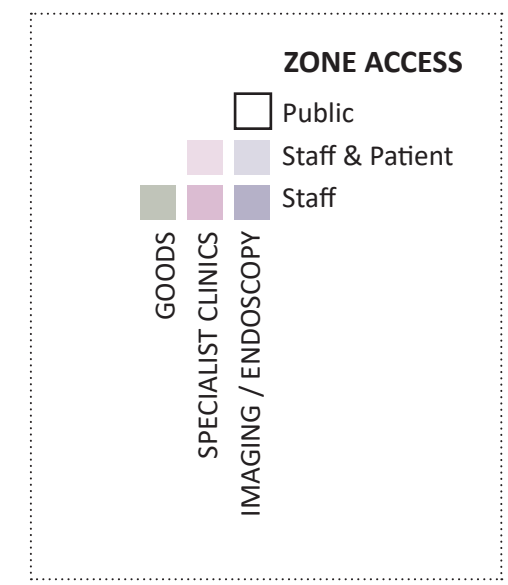 ZONE ACCESS
Public
Staff & Patient
Staff
GOODS
SPECIALIST CLINICS
IMAGING / ENDOSCOPY